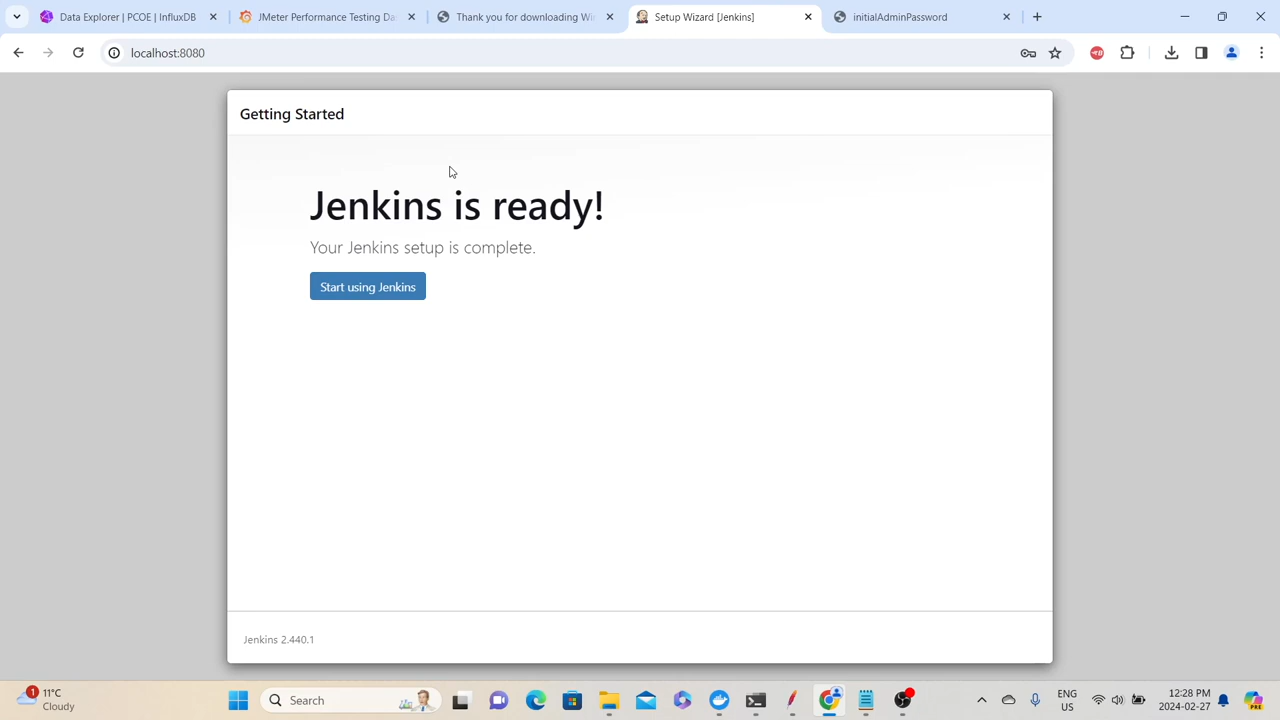 Data Explorer | PCOE | InfluxDB
JMeter Performance Testing Da
Thank you for downloading Wi
Setup Wizard [Jenkins]
initialAdminPassword
localhost:8080
Getting Started
Jenkins is ready!
Your Jenkins setup is complete.
Start using Jenkins
Jenkins 2.440.1
1
11°C
Cloudy
Search
ENG
US
12:28 PM
2024-02-27
PRE